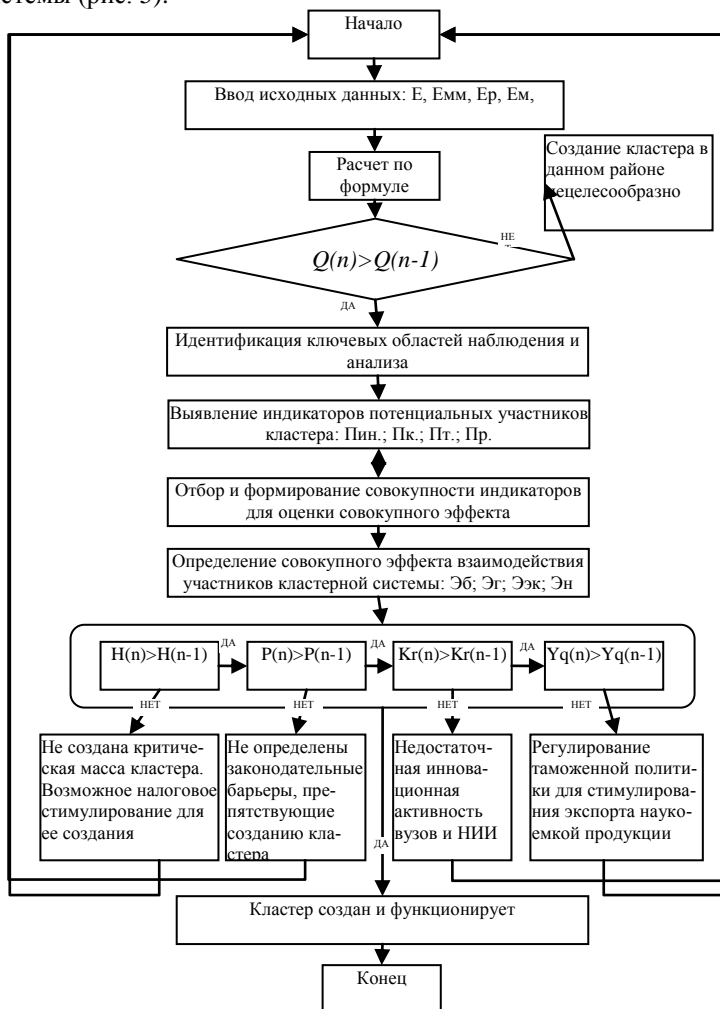 стемы (рис. 3).
Начало
Ввод исходных данных: Е, Емм, Ер, Ем,
Расчет по
формуле
Создание кластера в
данном районе
нецелесообразно
НЕ
Т
Q(n)>Q(n-1)
ДА
Идентификация ключевых областей наблюдения и
анализа
Выявление индикаторов потенциальных участников
кластера: Пин.; Пк.; Пт.; Пр.
Отбор и формирование совокупности индикаторов
для оценки совокупного эффекта
Определение совокупного эффекта взаимодействия
участников кластерной системы: Эб; Эг; Ээк; Эн
H(n)>H(n-1)
ДА
P(n)>P(n-1)
ДА
Kr(n)>Kr(n-1)
ДА
Yq(n)>Yq(n-1)
НЕТ
НЕТ
НЕТ
НЕТ
Не создана критиче-
ская масса кластера.
Возможное налоговое
стимулирование для
ее создания
Не определены
законодательные
барьеры, пре-
пятствующие
созданию кла-
стера
Недостаточ-
ная иннова-
ционная
активность
вузов и НИИ
Регулирование
таможенной полити-
ки для стимулирова-
ния экспорта науко-
емкой продукции
ДА
Кластер создан и функционирует
Конец